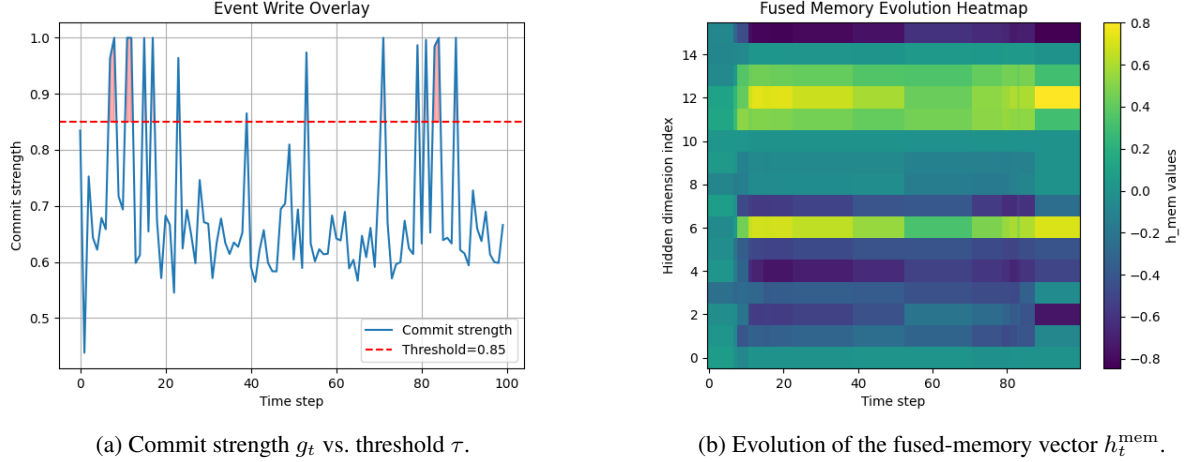 Event Write Overlay
Commit strength
1.0
0.9
0.8
0.7
0.6
0.5
Commit strength
Threshold=0.85
0 20 40 60 80 100
Time step
(a) Commit strength g_t vs. threshold τ.
Fused Memory Evolution Heatmap
Hidden dimension index
14
12
10
8
6
4
2
0
0 20 40 60 80
Time step
0.8
0.6
0.4
0.2
0.0
−0.2
−0.4
−0.6
−0.8
h_mem values
(b) Evolution of the fused-memory vector h_t^mem.